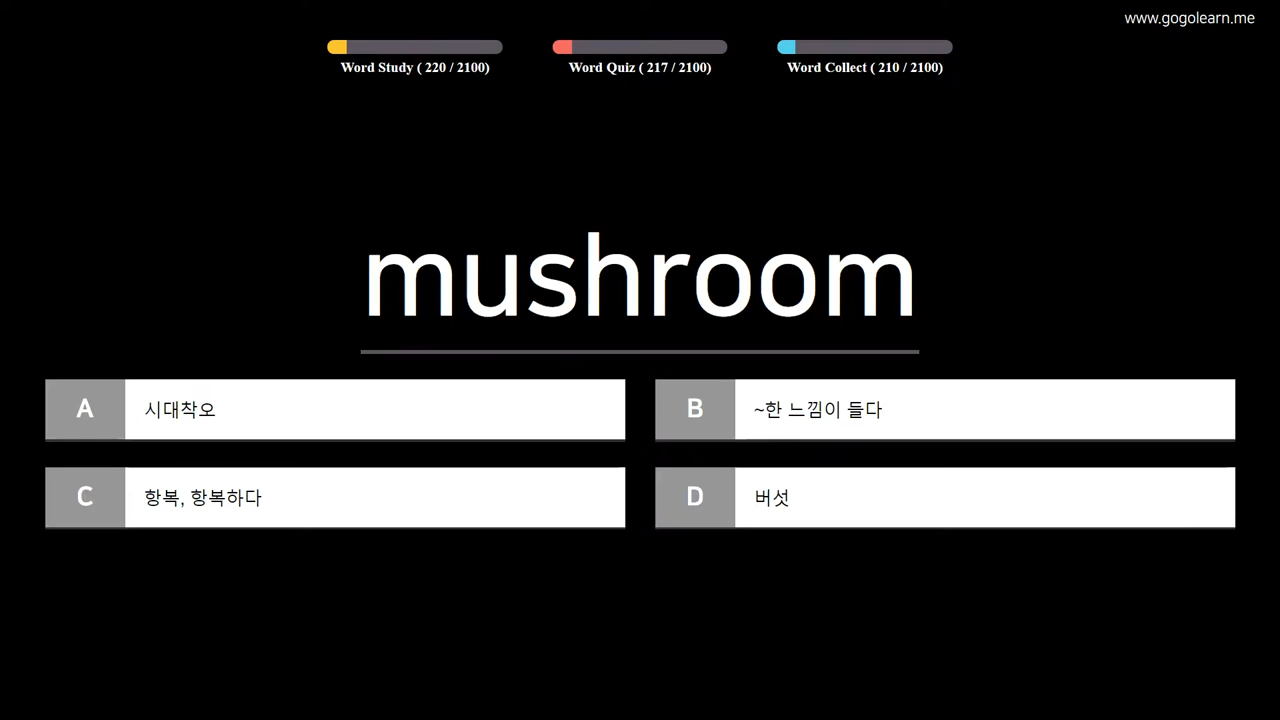 www.gogolearn.me
Word Study ( 220 / 2100) Word Quiz ( 217 / 2100) Word Collect ( 210 / 2100)
mushroom
A 시대착오
B ~한 느낌이 들다
C 항복, 항복하다
D 버섯